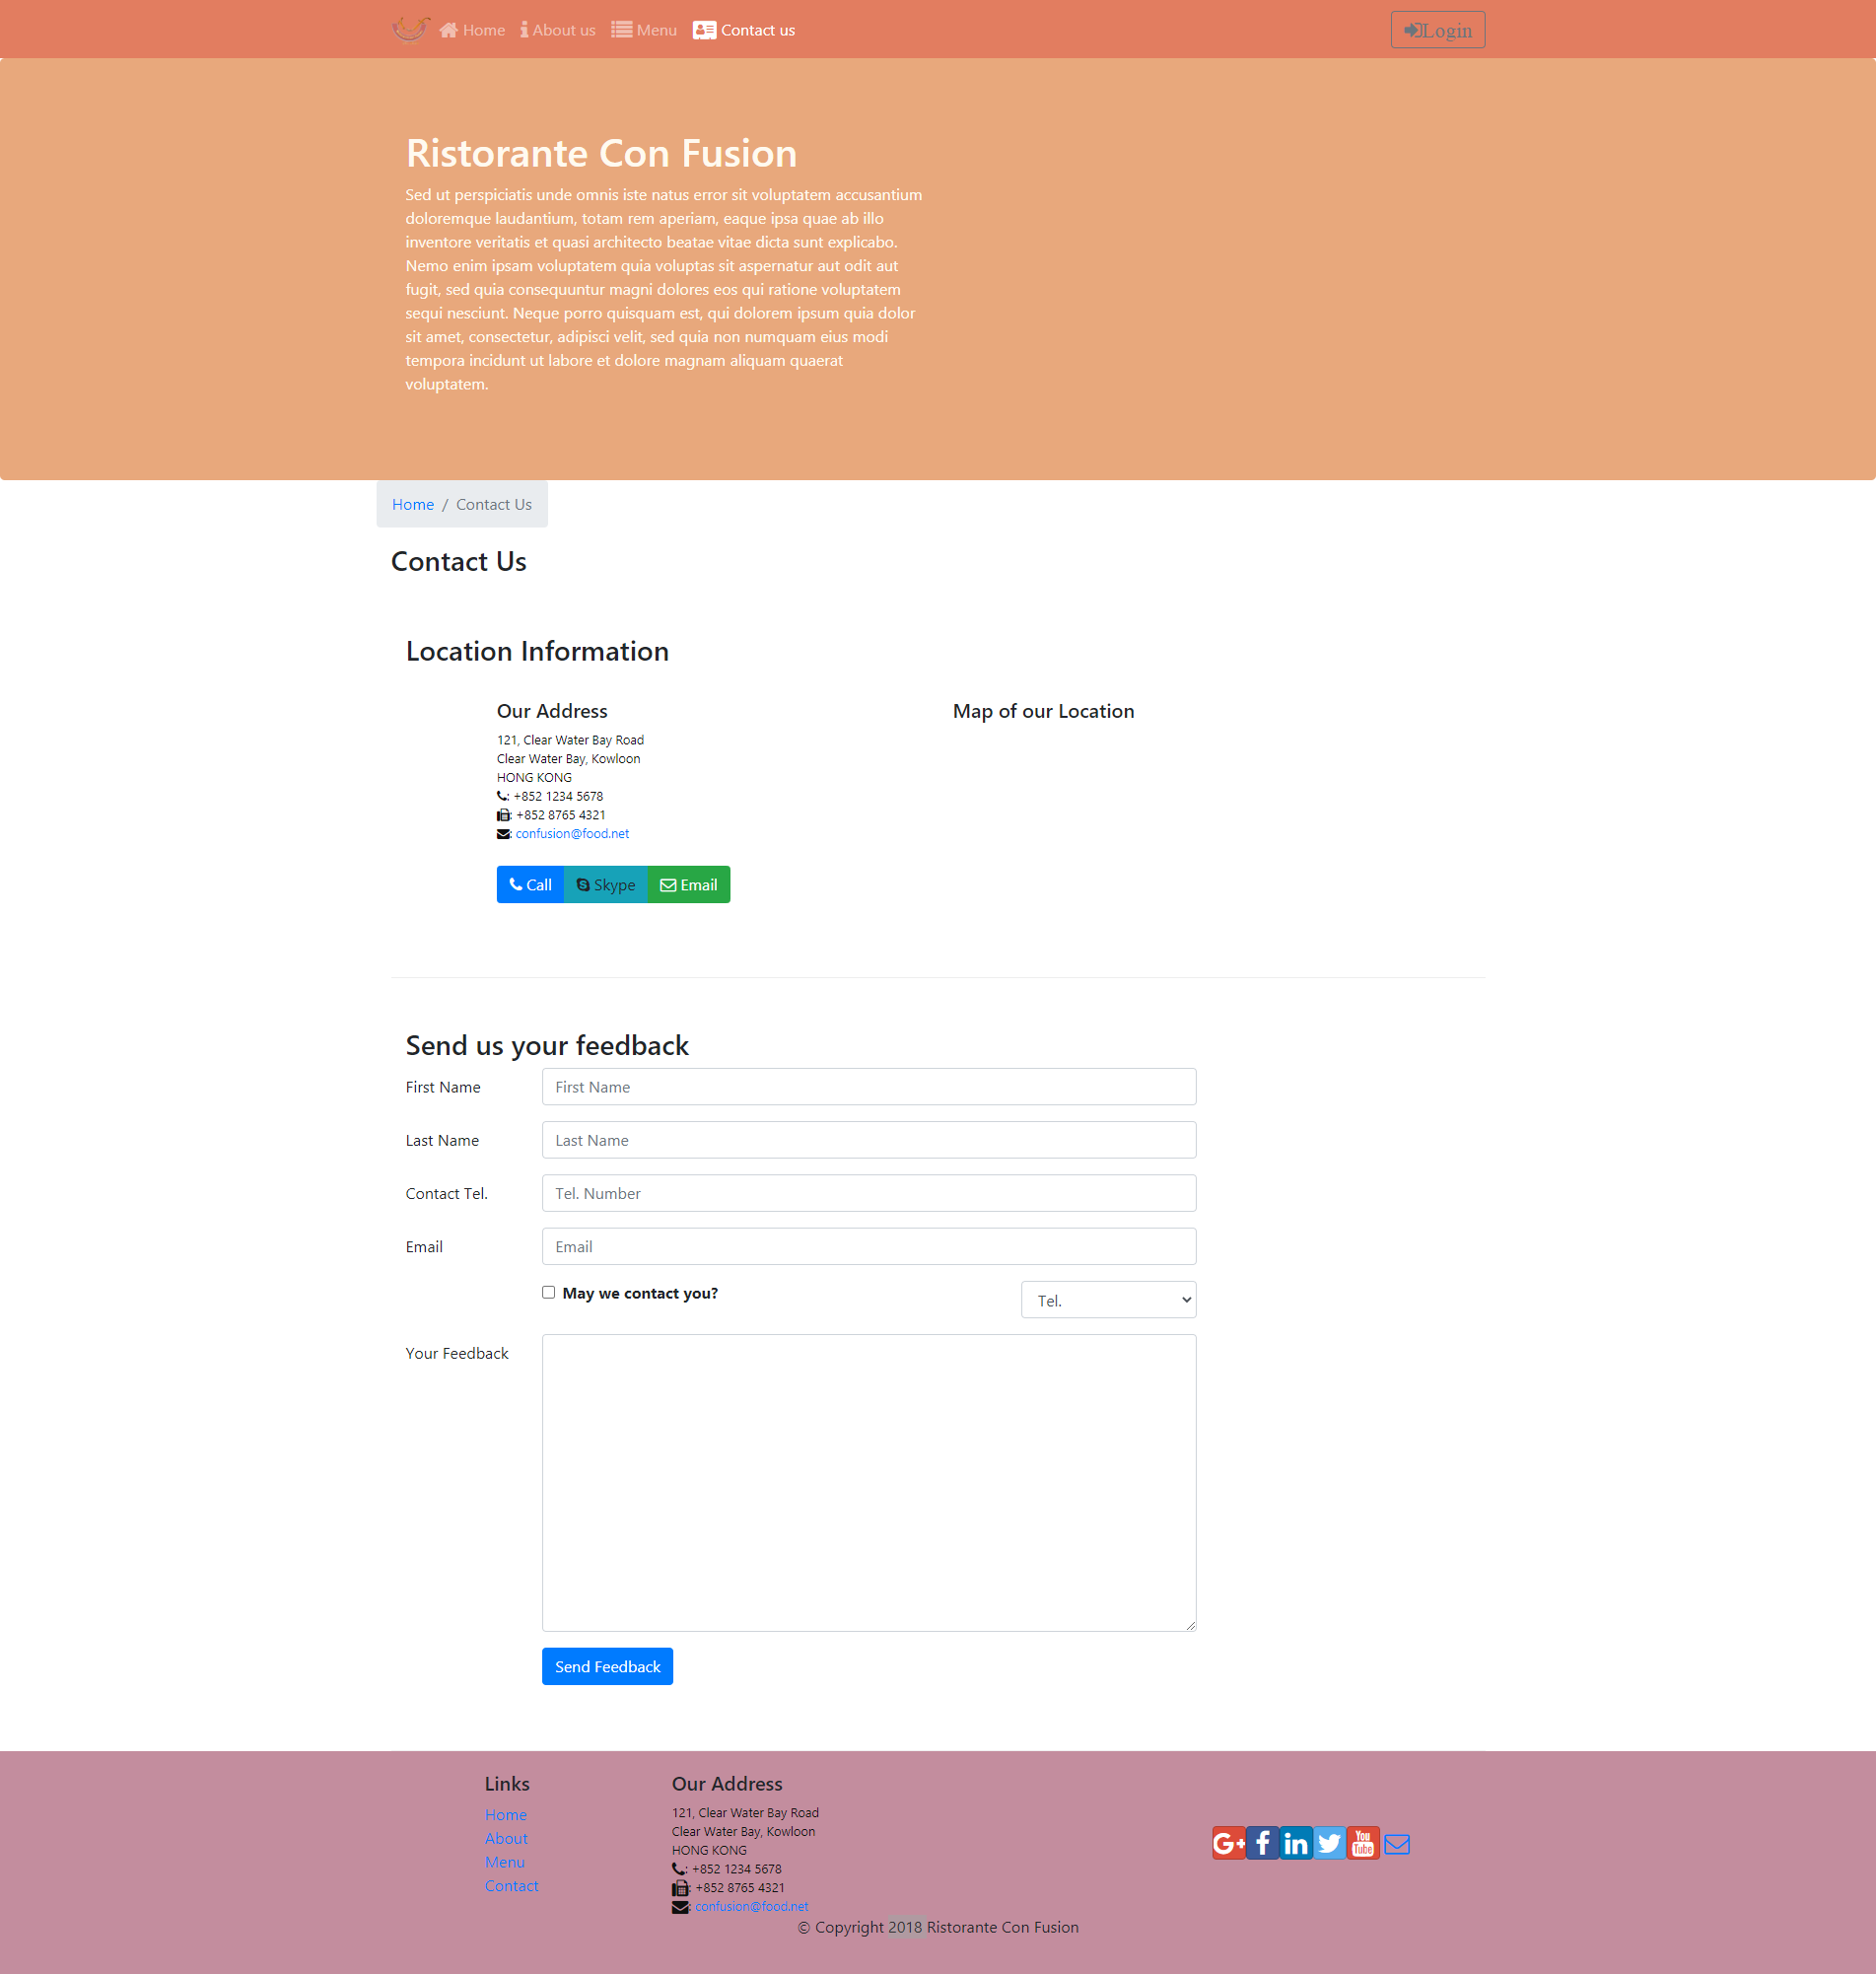 Home About us Menu Contact us Login
Ristorante Con Fusion
Sed ut perspiciatis unde omnis iste natus error sit voluptatem accusantium
doloremque laudantium, totam rem aperiam, eaque ipsa quae ab illo
inventore veritatis et quasi architecto beatae vitae dicta sunt explicabo.
Nemo enim ipsam voluptatem quia voluptas sit aspernatur aut odit aut
fugit, sed quia consequuntur magni dolores eos qui ratione voluptatem
sequi nesciunt. Neque porro quisquam est, qui dolorem ipsum quia dolor
sit amet, consectetur, adipisci velit, sed quia non numquam eius modi
tempora incidunt ut labore et dolore magnam aliquam quaerat
voluptatem.
Home / Contact Us
Contact Us
Location Information
Our Address
121, Clear Water Bay Road
Clear Water Bay, Kowloon
HONG KONG
: +852 1234 5678
: +852 8765 4321
: confusion@food.net
Call Skype Email
Map of our Location
Send us your feedback
First Name First Name
Last Name Last Name
Contact Tel. Tel. Number
Email Email
May we contact you? Tel.
Your Feedback
Send Feedback
Links
Home
About
Menu
Contact
Our Address
121, Clear Water Bay Road
Clear Water Bay, Kowloon
HONG KONG
: +852 1234 5678
: +852 8765 4321
: confusion@food.net
G+ f in You Tube
© Copyright 2018 Ristorante Con Fusion